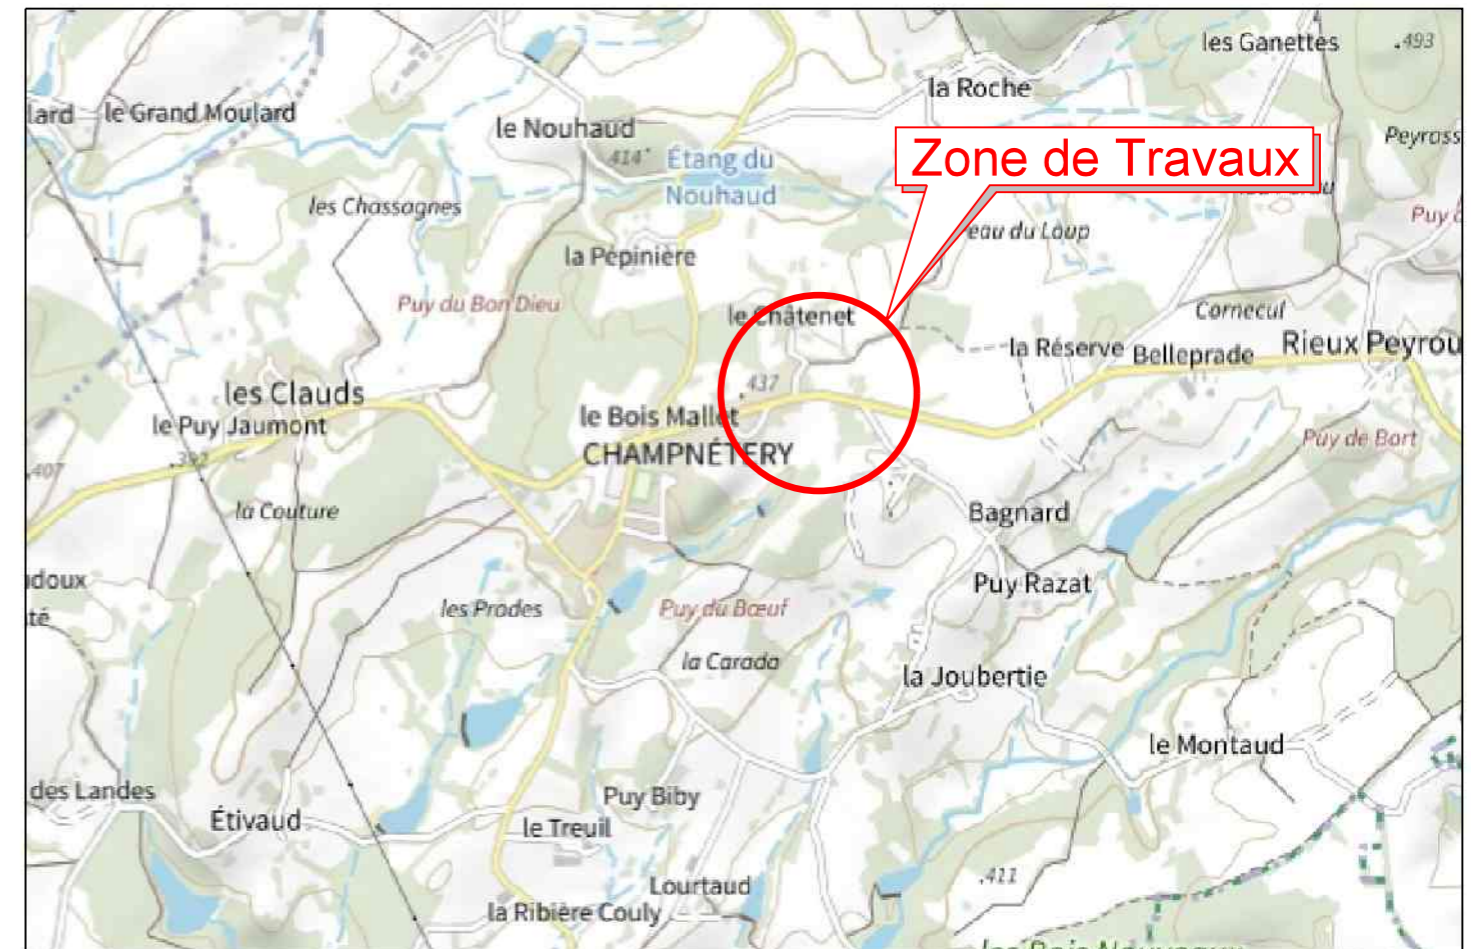 les Ganettes
.493
la Roche
lard
le Grand Moulard
le Nouhaud
414
Étang du
Nouhaud
Zone de Travaux
Peyrass
les Chassagnes
Puy
eau du Loup
la Pépinière
Puy du Bon Dieu
le Châtenet
Cornecul
la Réserve
Belleprade
Rieux Peyrou
437
les Clauds
le Puy Jaumont
le Bois Mallet
CHAMPNÉTERY
Puy de Bort
.392
.407
la Couture
Bagnard
doux
té
Puy Razat
les Prades
Puy du Bœuf
la Carada
la Joubertie
le Montaud
des Landes
Étivaud
Puy Biby
le Treuil
.411
Lourtaud
la Ribière Couly